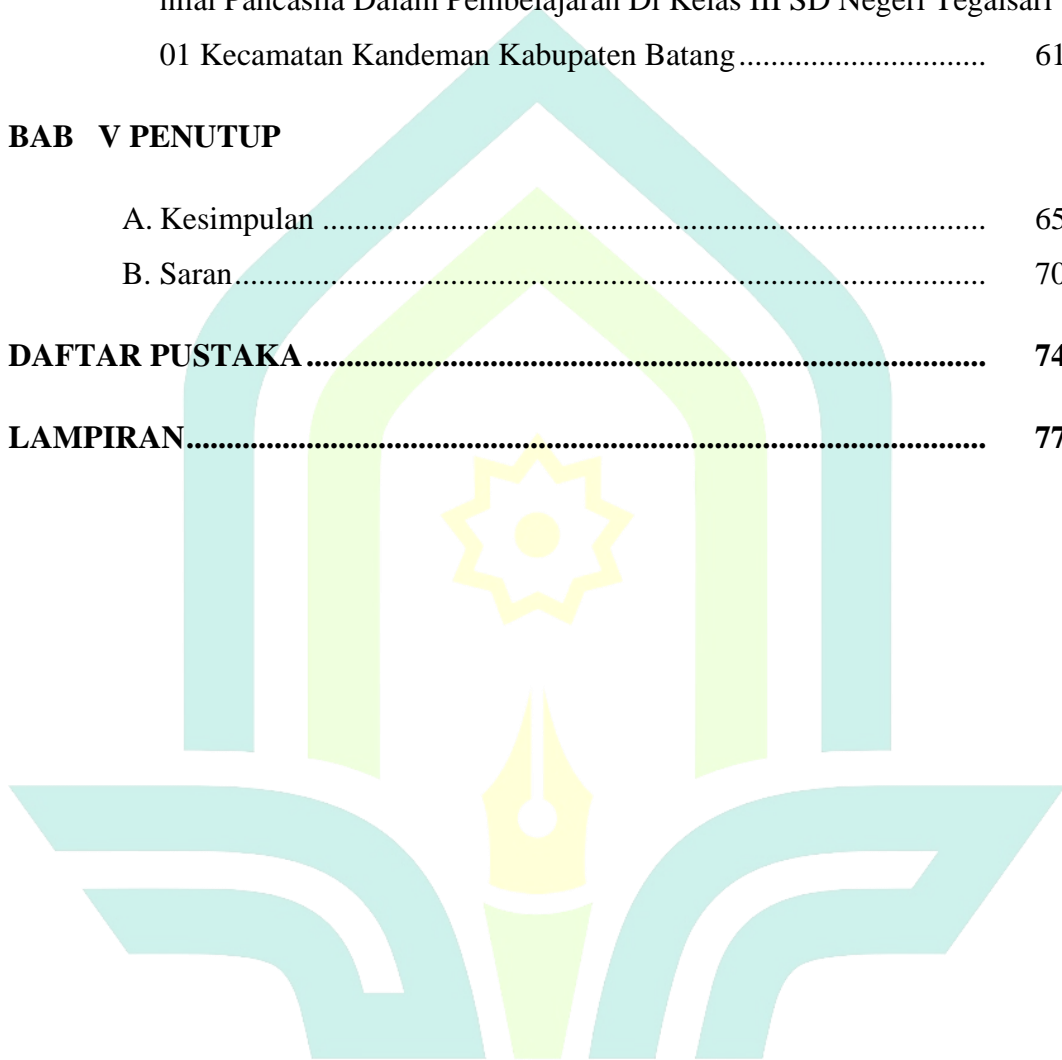 nilai Pancasila Dalam Pembelajaran Di Kelas III SD Negeri Tegalsari
01 Kecamatan Kandeman Kabupaten Batang............................ 61
BAB V PENUTUP
A. Kesimpulan ........................................................................... 65
B. Saran..................................................................................... 70
DAFTAR PUSTAKA ........................................................................... 74
LAMPIRAN......................................................................................... 77